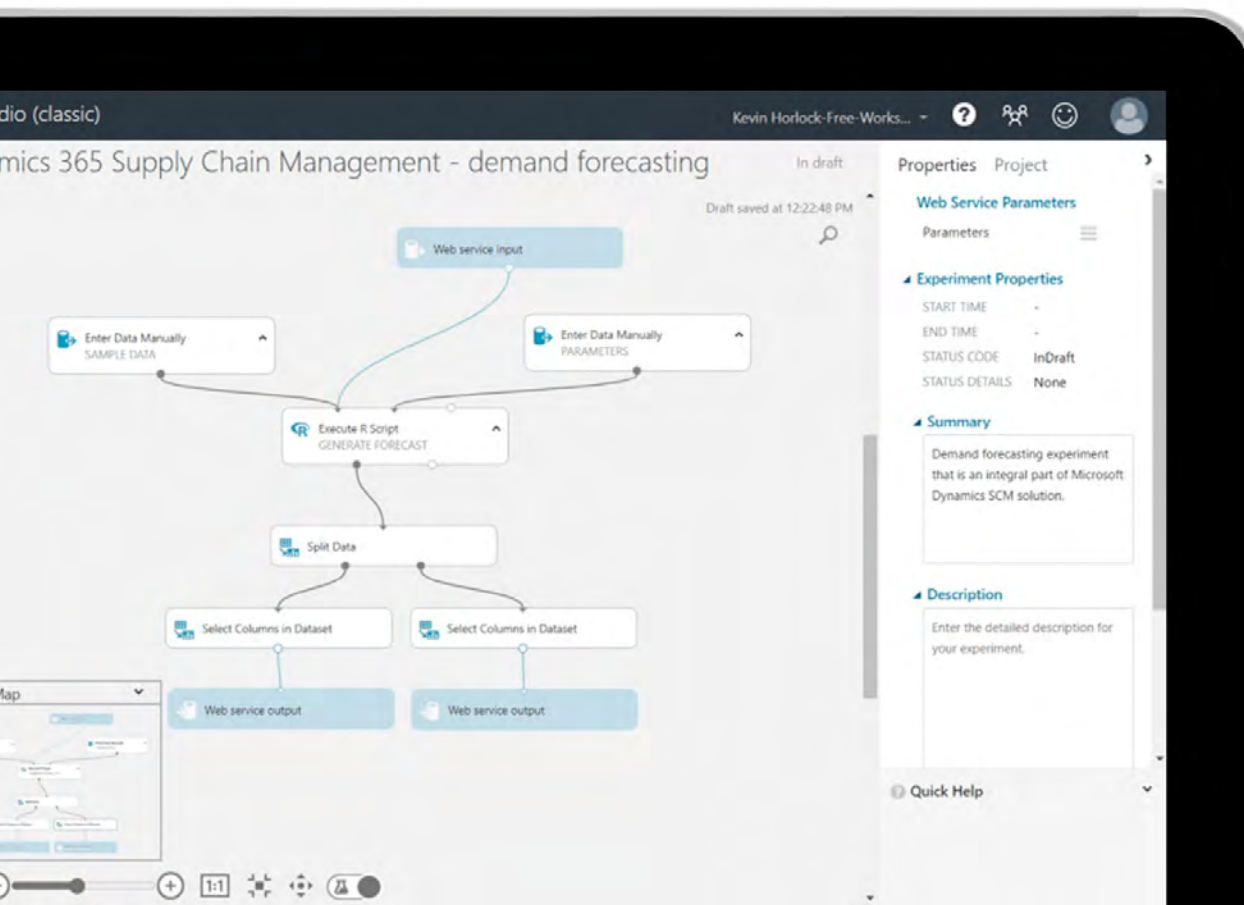 dio (classic)
Kevin Horlock-Free-Works...
mics 365 Supply Chain Management - demand forecasting
In draft
Draft saved at 12:22:48 PM
Web service input
Enter Data Manually
SAMPLE DATA
Enter Data Manually
PARAMETERS
Execute R Script
GENERATE FORECAST
Split Data
Select Columns in Dataset
Select Columns in Dataset
Web service output
Web service output
Map
1:1
Properties Project
Web Service Parameters
Parameters
Experiment Properties
START TIME -
END TIME -
STATUS CODE InDraft
STATUS DETAILS None
Summary
Demand forecasting experiment
that is an integral part of Microsoft
Dynamics SCM solution.
Description
Enter the detailed description for
your experiment.
Quick Help